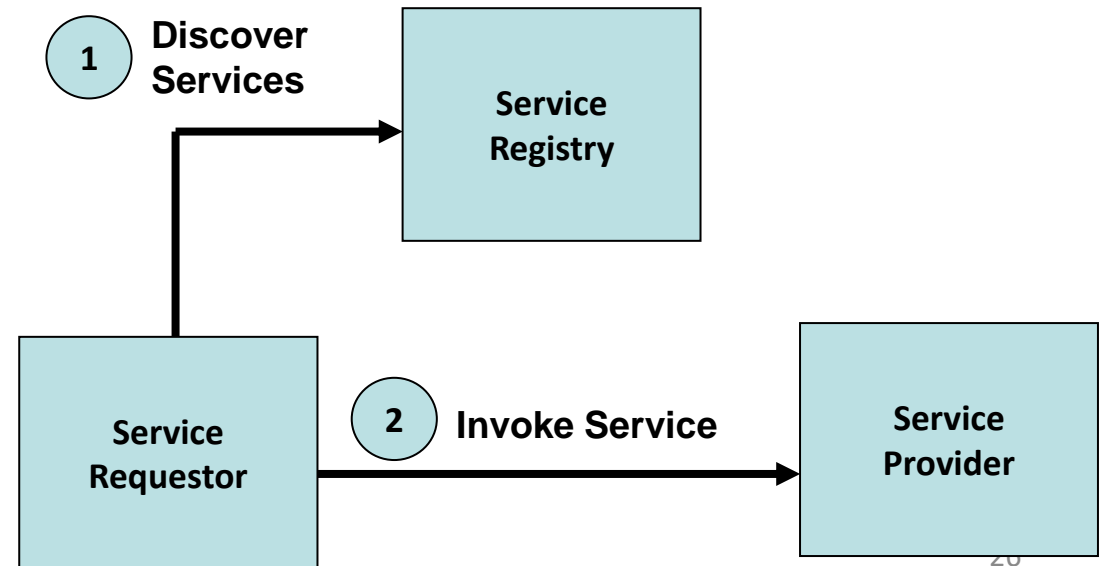 1
Discover
Services
Service
Registry
Service
Requestor
2
Invoke Service
Service
Provider